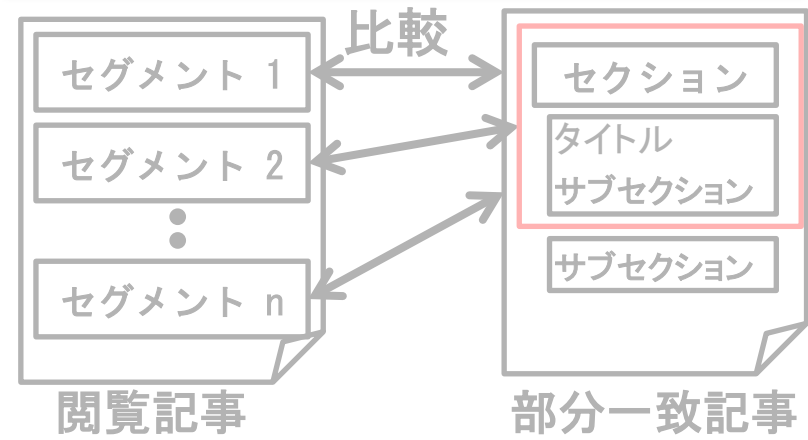 比較
セグメント 1
セグメント 2
セグメント n
閲覧記事
セクション
タイトル
サブセクション
サブセクション
部分一致記事